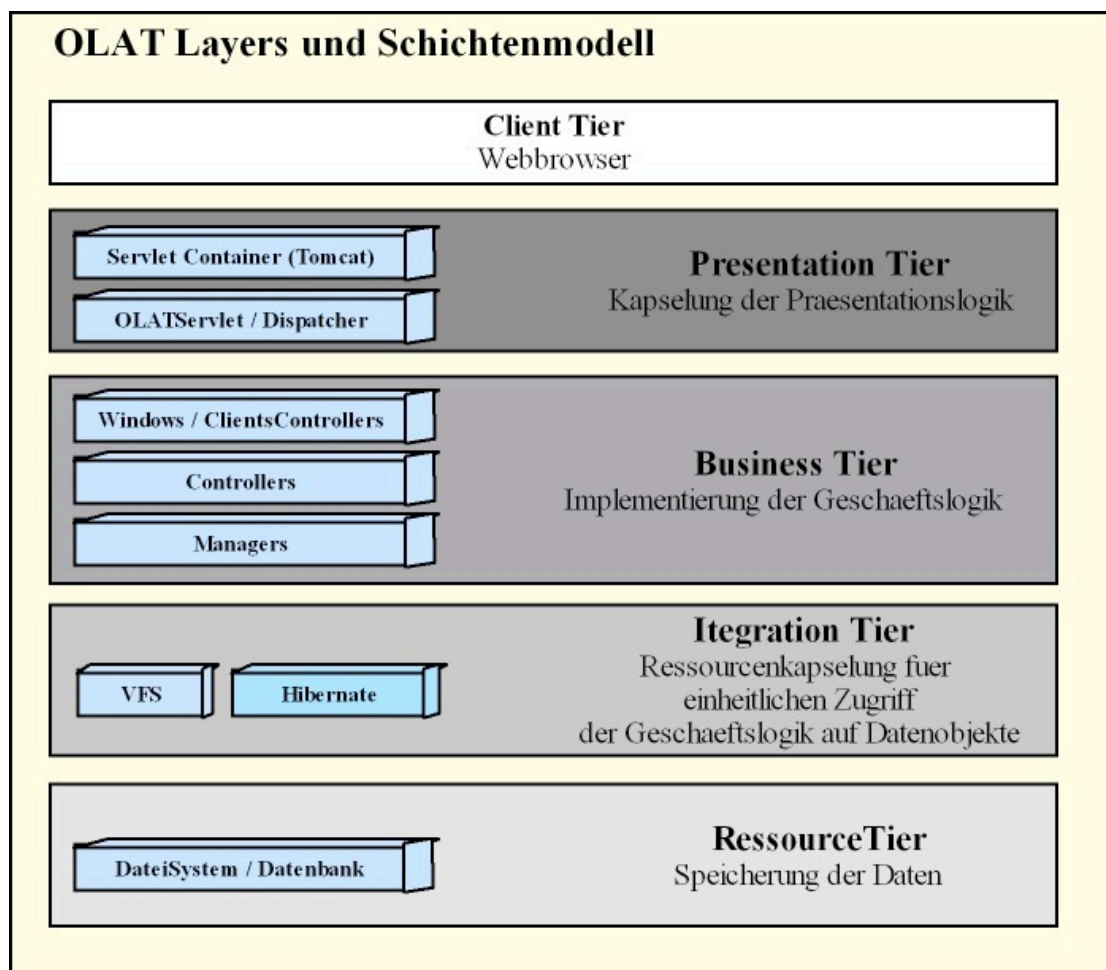 OLAT Layers und Schichtenmodell
Client Tier
Webbrowser
Servlet Container (Tomcat)
OLATServlet / Dispatcher
Presentation Tier
Kapselung der Praesentationslogik
Windows / ClientsControllers
Controllers
Managers
Business Tier
Implementierung der Geschaeftslogik
VFS
Hibernate
Itegration Tier
Ressourcenkapselung fuer
einheitlichen Zugriff
der Geschaeftslogik auf Datenobjekte
DateiSystem / Datenbank
RessourceTier
Speicherung der Daten